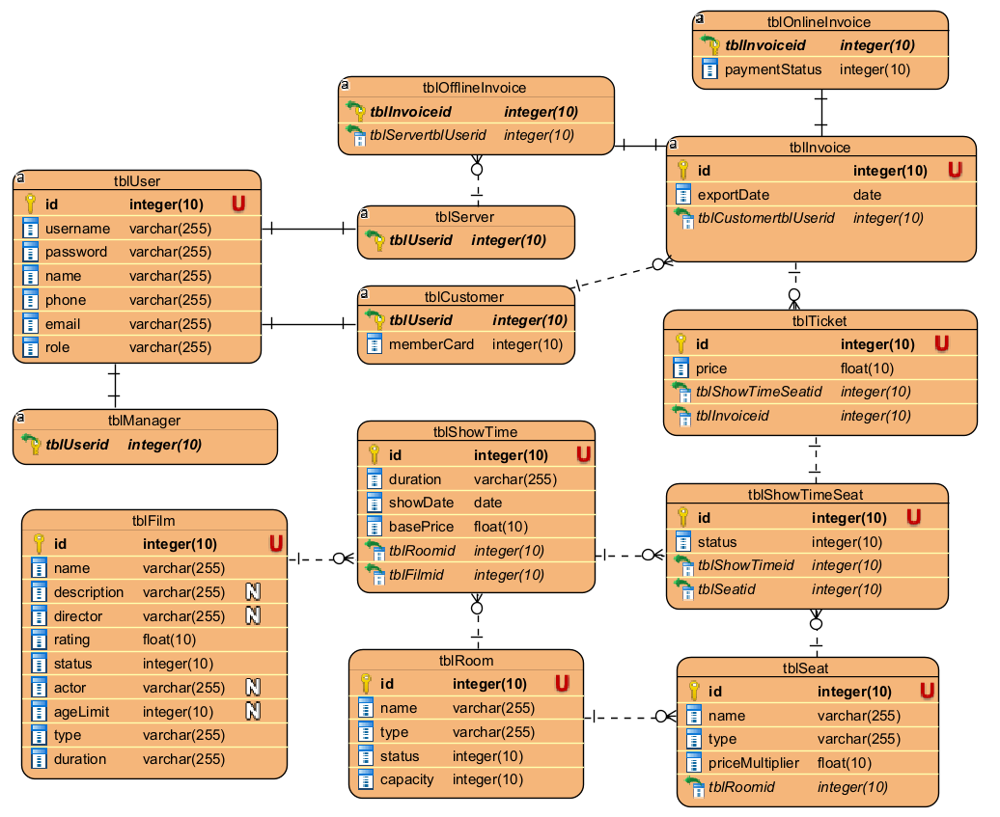 a
tblOnlineInvoice
tblInvoiceid integer(10)
paymentStatus integer(10)
a
tblOfflineInvoice
tblInvoiceid integer(10)
tblServertblUserid integer(10)
a
tblInvoice
id integer(10) U
exportDate date
tblCustomertblUserid integer(10)
a
tblUser
id integer(10) U
username varchar(255)
password varchar(255)
name varchar(255)
phone varchar(255)
email varchar(255)
role varchar(255)
a
tblServer
tblUserid integer(10)
a
tblCustomer
tblUserid integer(10)
memberCard integer(10)
tblTicket
id integer(10) U
price float(10)
tblShowTimeSeatid integer(10)
tblInvoiceid integer(10)
a
tblManager
tblUserid integer(10)
tblShowTime
id integer(10) U
duration varchar(255)
showDate date
basePrice float(10)
tblRoomid integer(10)
tblFilmid integer(10)
tblShowTimeSeat
id integer(10) U
status integer(10)
tblShowTimeid integer(10)
tblSeatid integer(10)
tblFilm
id integer(10) U
name varchar(255)
description varchar(255) N
director varchar(255) N
rating float(10)
status integer(10)
actor varchar(255) N
ageLimit integer(10) N
type varchar(255)
duration varchar(255)
tblRoom
id integer(10) U
name varchar(255)
type varchar(255)
status integer(10)
capacity integer(10)
tblSeat
id integer(10) U
name varchar(255)
type varchar(255)
priceMultiplier float(10)
tblRoomid integer(10)